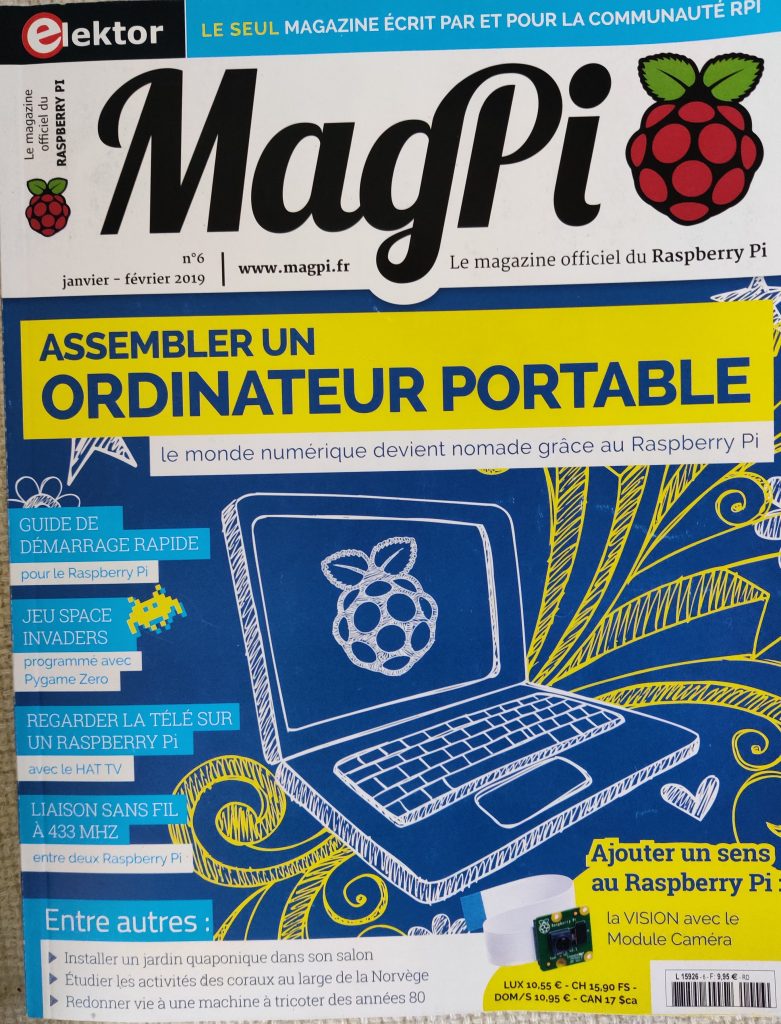 elektor
LE SEUL MAGAZINE ÉCRIT PAR ET POUR LA COMMUNAUTÉ RPI
Le magazine
officiel du
RASPBERRY PI
MagPi
n°6
janvier – février 2019
www.magpi.fr
Le magazine officiel du Raspberry Pi
ASSEMBLER UN
ORDINATEUR PORTABLE
le monde numérique devient nomade grâce au Raspberry Pi
GUIDE DE
DÉMARRAGE RAPIDE
pour le Raspberry Pi
JEU SPACE
INVADERS
programmé avec
Pygame Zero
REGARDER LA TÉLÉ SUR
UN RASPBERRY Pi
avec le HAT TV
LIAISON SANS FIL
À 433 MHZ
entre deux Raspberry Pi
Ajouter un sens
au Raspberry Pi :
la VISION avec le
Module Caméra
Raspberry Pi
Entre autres :
Installer un jardin quaponique dans son salon
Étudier les activités des coraux au large de la Norvège
Redonner vie à une machine à tricoter des années 80
LUX 10,55 € - CH 15,90 FS -
DOM/S 10,95 € - CAN 17 $ca
L 15926 - 6 - F: 9,95 € - RD